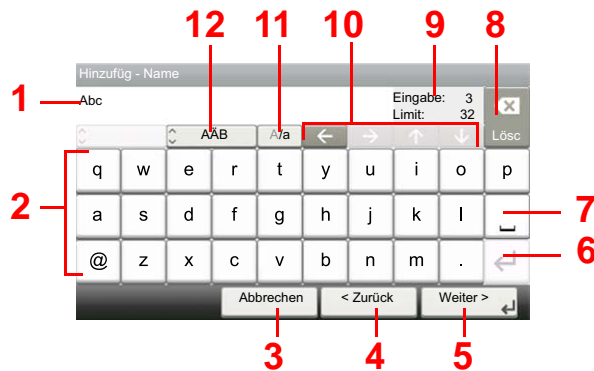 12 11 10 9 8
Hinzufüg - Name
1 Abc
Eingabe: 3
Limit: 32
AÄB A/a ← → ↑ ↓ Lösc
2
q w e r t y u i o p
a s d f g h j k l 7
@ z x c v b n m . 6
Abbrechen < Zurück Weiter >
3 4 5